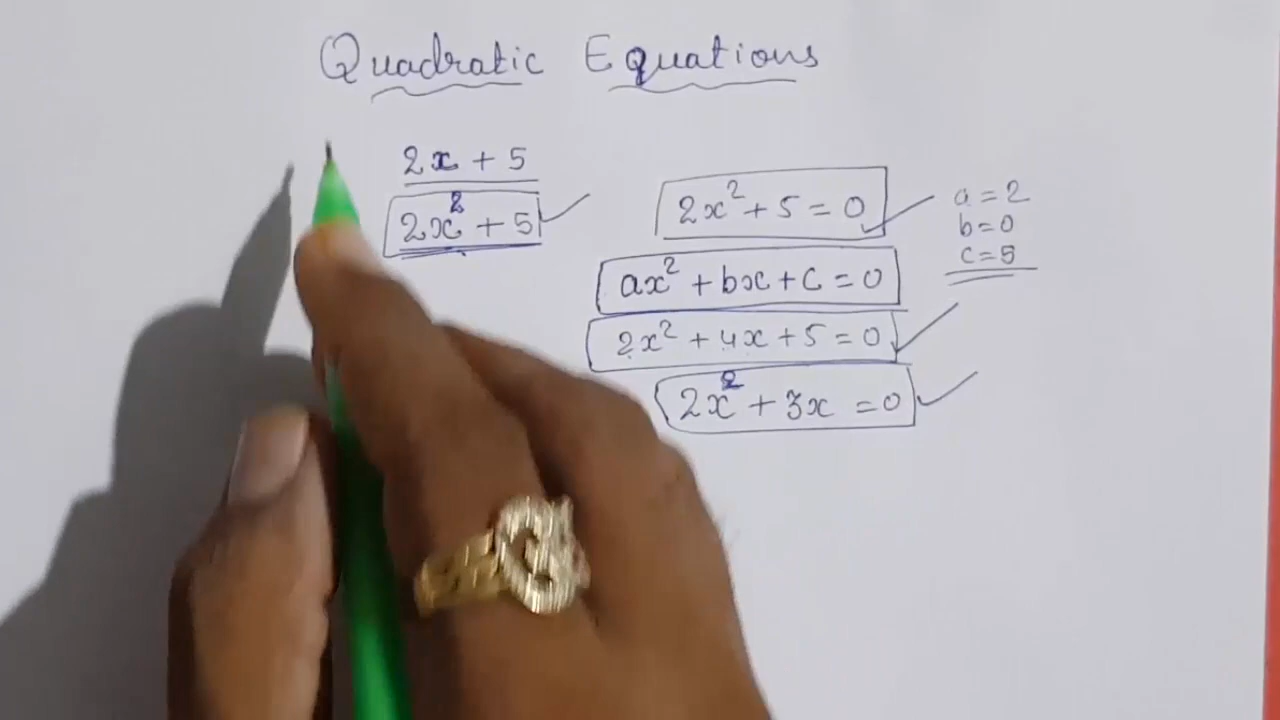 Quadratic Equations
2x + 5
2x² + 5
2x² + 5 = 0
a = 2
b = 0
c = 5
ax² + bx + c = 0
2x² + 4x + 5 = 0
2x² + 3x = 0